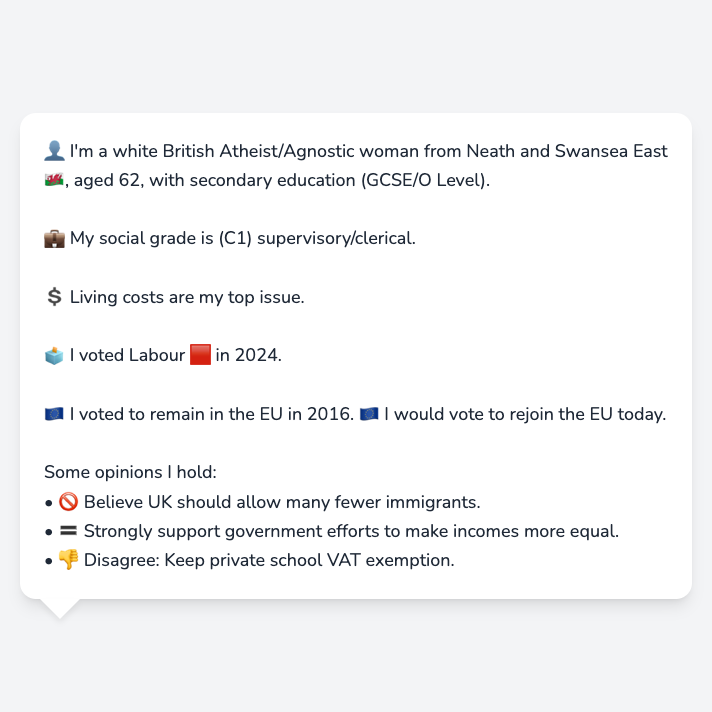 👤 I'm a white British Atheist/Agnostic woman from Neath and Swansea East
🏴󠁧󠁢󠁷󠁬󠁳󠁿, aged 62, with secondary education (GCSE/O Level).
💼 My social grade is (C1) supervisory/clerical.
💲 Living costs are my top issue.
🗳️ I voted Labour 🟥 in 2024.
🇪🇺 I voted to remain in the EU in 2016. 🇪🇺 I would vote to rejoin the EU today.
Some opinions I hold:
• 🚫 Believe UK should allow many fewer immigrants.
• 🟰 Strongly support government efforts to make incomes more equal.
• 👎 Disagree: Keep private school VAT exemption.